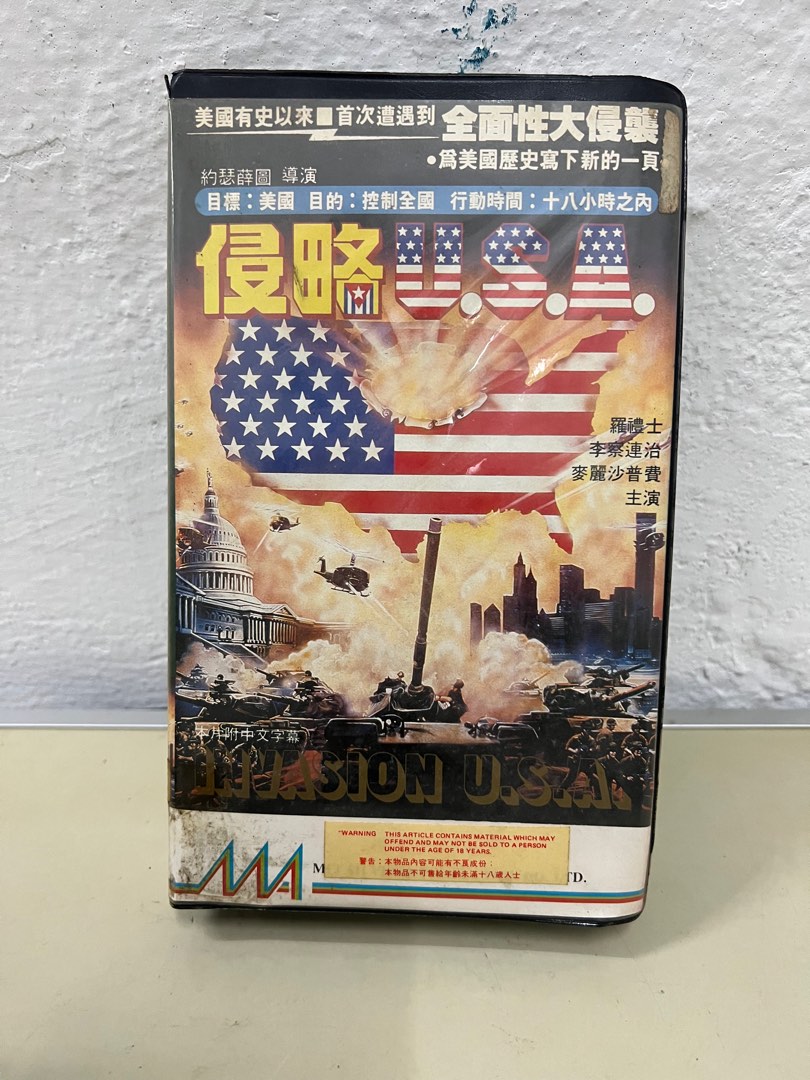 美國有史以來■首次遭遇到 全面性大侵襲
•爲美國歷史寫下新的一頁
約瑟薛圖 導演
目標：美國 目的：控制全國 行動時間：十八小時之內
侵略U.S.A.
羅禮士
李察連治
麥麗沙普費
主演
本片附中文字幕
INVASION U.S.A.
"WARNING THIS ARTICLE CONTAINS MATERIAL WHICH MAY
OFFEND AND MAY NOT BE SOLD TO A PERSON
UNDER THE AGE OF 18 YEARS.
警告：本物品內容可能有不良成份；
本物品不可售給年齡未滿十八歲人士
TD.